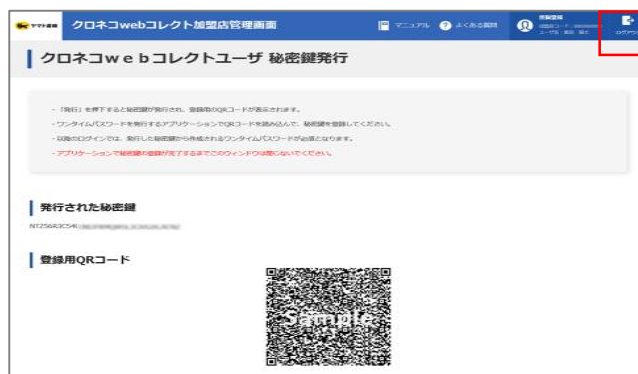 ヤマト運輸 クロネコwebコレクト加盟店管理画面 マニュアル ? よくある質問
ログアウト
クロネコwebコレクトユーザ 秘密鍵発行
・「発行」を押下すると秘密鍵が発行され、登録用のQRコードが表示されます。
・ワンタイムパスワードを発行するアプリケーションでQRコードを読み込んで、秘密鍵を登録してください。
・以降のログインでは、発行した秘密鍵から作成されるワンタイムパスワードが必須となります。
・アプリケーションで秘密鍵の登録が完了するまでこのウィンドウは閉じないでください。
発行された秘密鍵
登録用QRコード
Sample